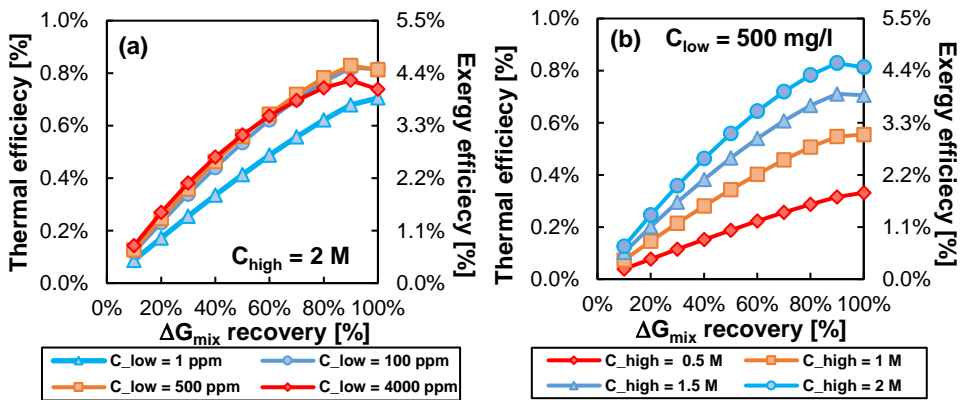 (a)
Thermal efficiecy [%]
1.0%
0.8%
0.6%
0.4%
0.2%
0.0%
5.5%
4.4%
3.3%
2.2%
1.1%
0.0%
Exergy efficiecy [%]
C_high = 2 M
0% 20% 40% 60% 80% 100%
ΔG_mix recovery [%]
C_low = 1 ppm C_low = 100 ppm
C_low = 500 ppm C_low = 4000 ppm
(b)
C_low = 500 mg/l
Thermal efficiecy [%]
1.0%
0.8%
0.6%
0.4%
0.2%
0.0%
5.5%
4.4%
3.3%
2.2%
1.1%
0.0%
Exergy efficiecy [%]
0% 20% 40% 60% 80% 100%
ΔG_mix recovery [%]
C_high = 0.5 M C_high = 1 M
C_high = 1.5 M C_high = 2 M